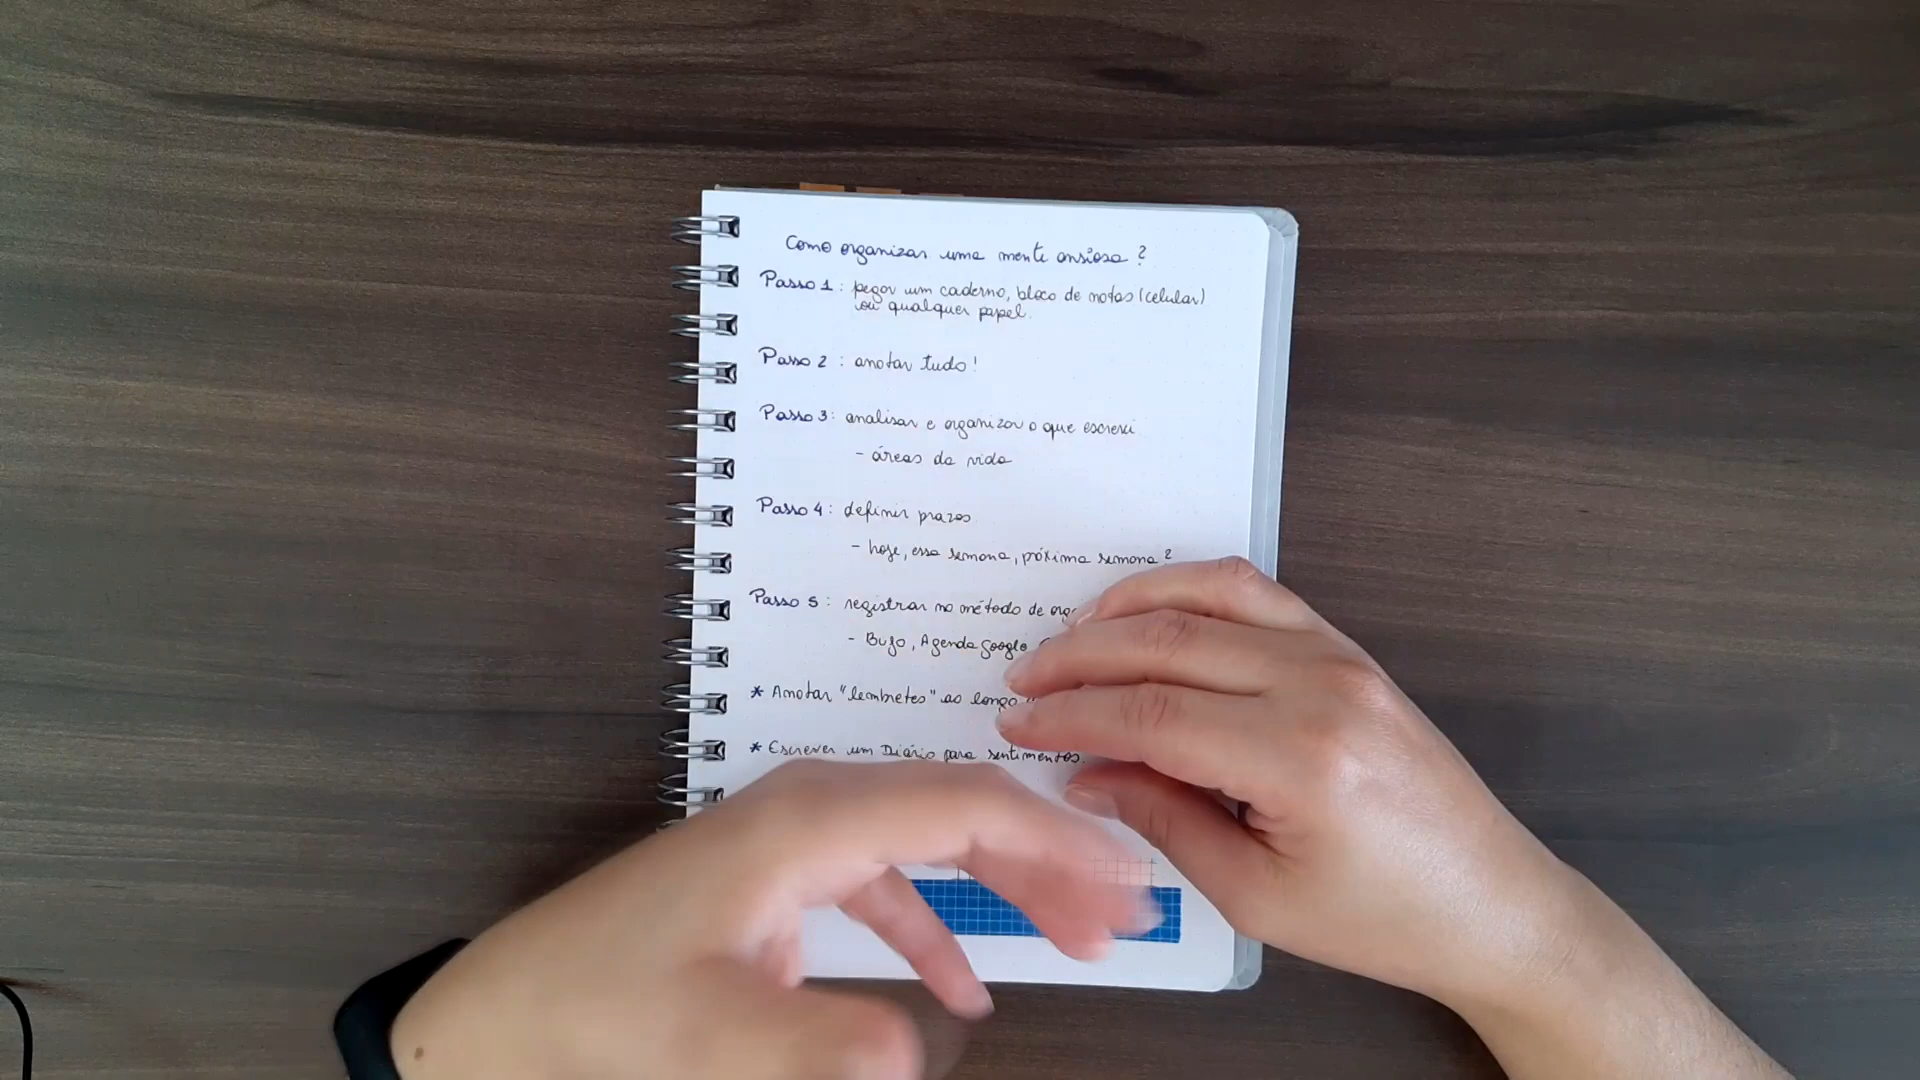 Como organizar uma mente ansiosa?
Passo 1: pegar um caderno, bloco de notas (celular)
ou qualquer papel.
Passo 2: anotar tudo!
Passo 3: analisar e organizar o que escrevi
- áreas da vida
Passo 4: definir prazos
- hoje, essa semana, próxima semana?
Passo 5: registrar no método de
- Bujo, Agenda Google
* Anotar "lembretes" ao longo
* Escrever um Diário para sentimentos.